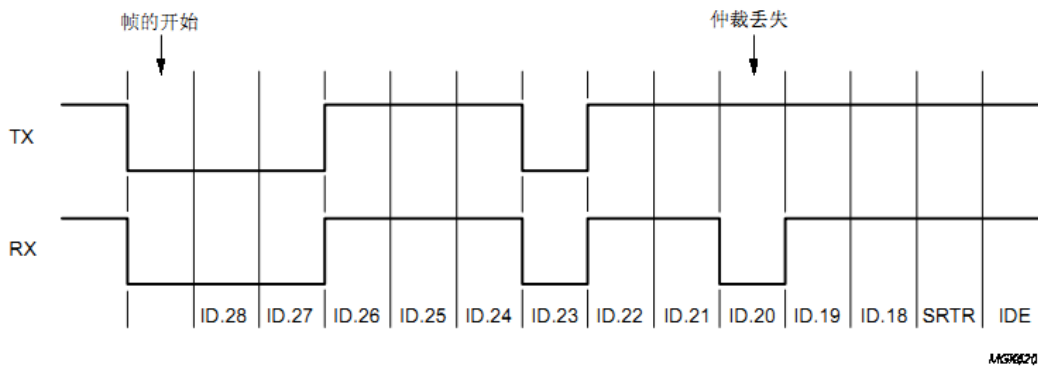 帧的开始 仲裁丢失
TX
RX
ID.28 ID.27 ID.26 ID.25 ID.24 ID.23 ID.22 ID.21 ID.20 ID.19 ID.18 SRTR IDE